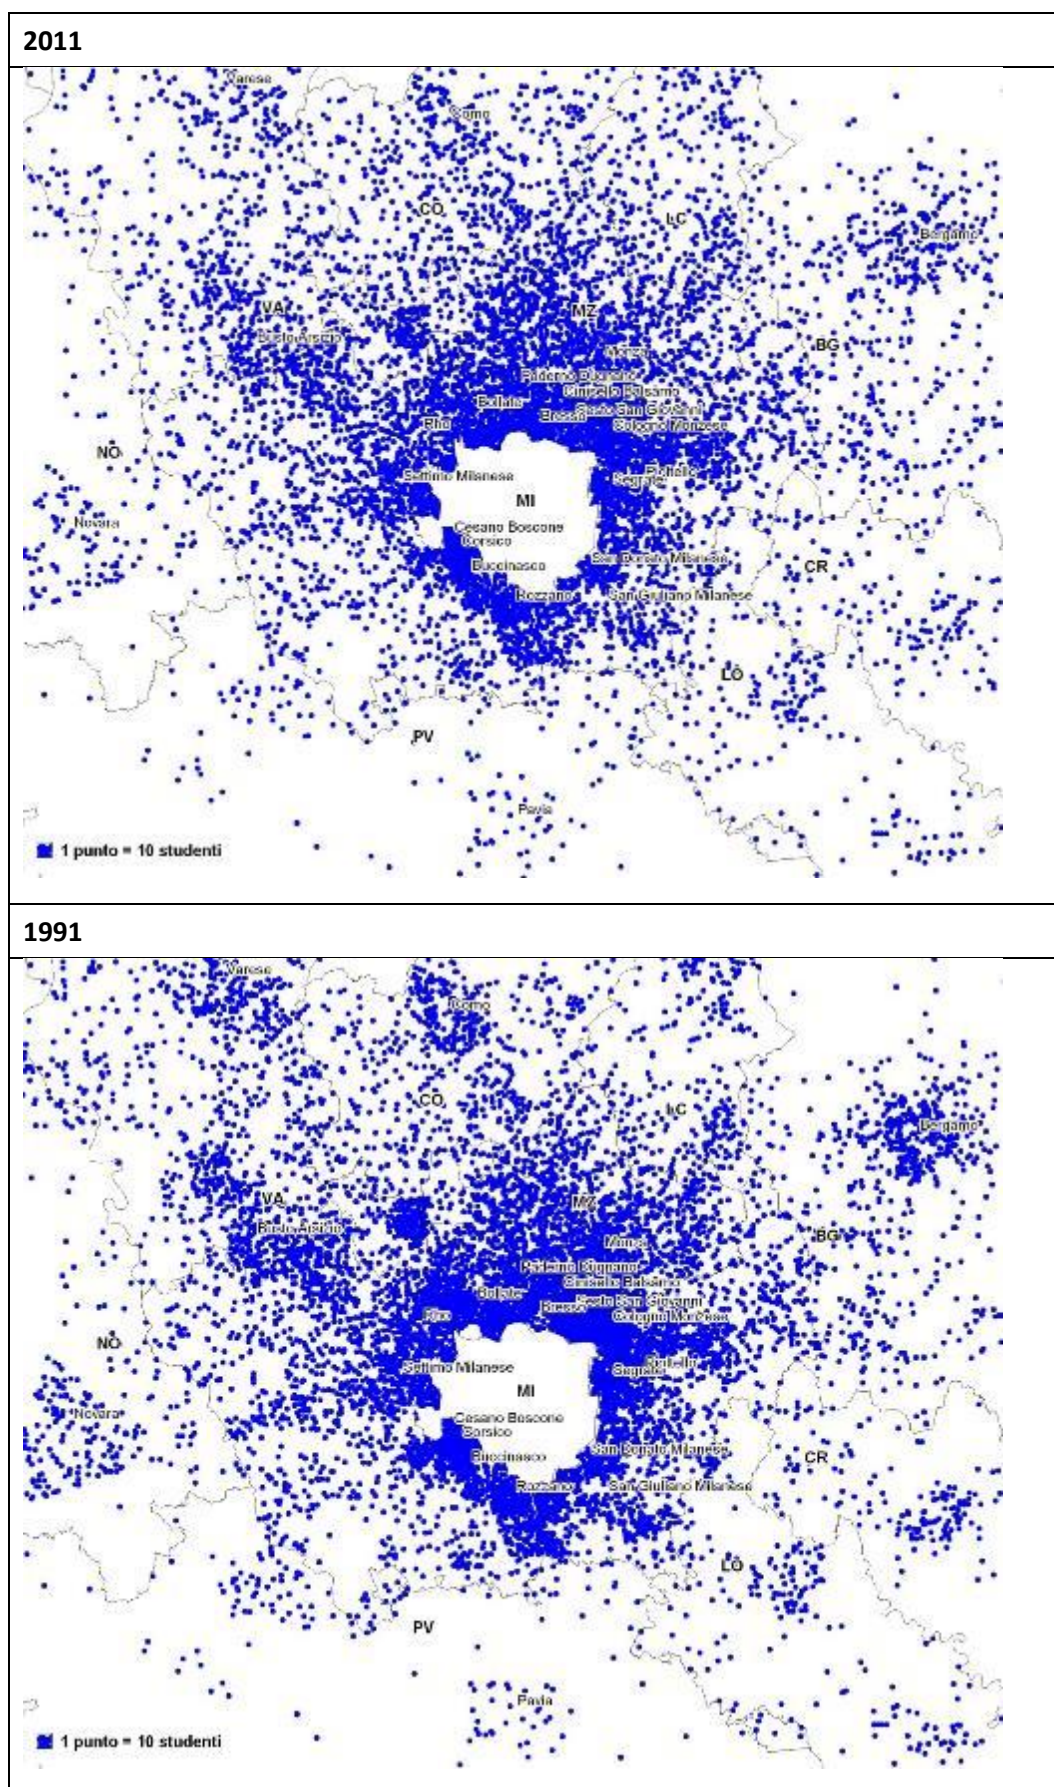 2011
Varese
Como
CO
LC
Bergamo
VA
MZ
Busto Arsizio
Monza
BG
Paderno Dugnano
Cinisello Balsamo
Bollate
Bresso
Sesto San Giovanni
Rho
Cologno Monzese
NO
Settimo Milanese
Pioltello
Segrate
MI
Novara
Cesano Boscone
Corsico
San Donato Milanese
Buccinasco
CR
Rozzano
San Giuliano Milanese
LO
PV
Pavia
1 punto = 10 studenti
1991
Varese
Como
CO
LC
Bergamo
VA
MZ
Busto Arsizio
Monza
BG
Paderno Dugnano
Cinisello Balsamo
Bollate
Bresso
Sesto San Giovanni
Rho
Cologno Monzese
NO
Settimo Milanese
Pioltello
Segrate
MI
Novara
Cesano Boscone
Corsico
San Donato Milanese
Buccinasco
CR
Rozzano
San Giuliano Milanese
LO
PV
Pavia
1 punto = 10 studenti